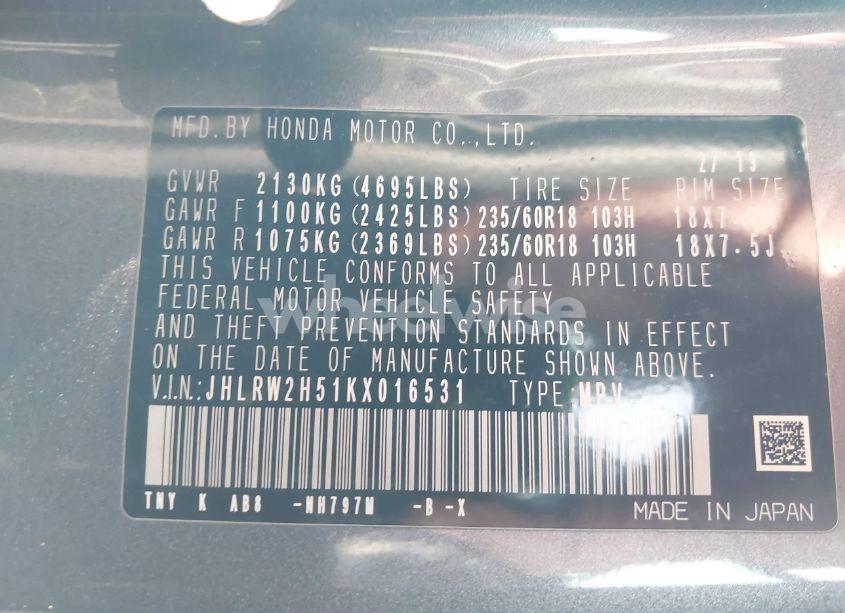 MFD. BY HONDA MOTOR CO.,LTD.
GVWR 2130KG (4695LBS) TIRE SIZE RIM SIZE
GAWR F 1100KG (2425LBS) 235/60R18 103H 18X7.
GAWR R 1075KG (2369LBS) 235/60R18 103H 18X7.5J
THIS VEHICLE CONFORMS TO ALL APPLICABLE
FEDERAL MOTOR VEHICLE SAFETY
AND THEFT PREVENTION STANDARDS IN EFFECT
ON THE DATE OF MANUFACTURE SHOWN ABOVE.
V.I.N.:JHLRW2H51KX016531 TYPE:MPV
TNY K AB8 -NH797M -B -X
MADE IN JAPAN
wheelwise